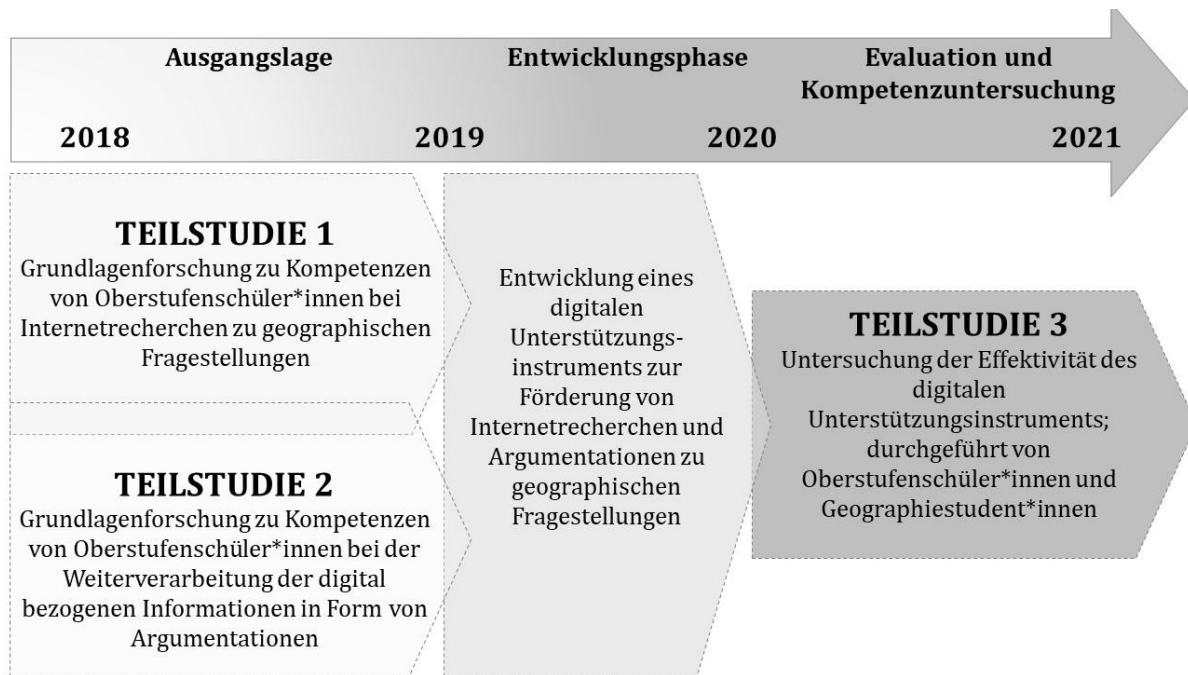 Ausgangslage
Entwicklungsphase
Evaluation und
Kompetenzuntersuchung
2018
2019
2020
2021
TEILSTUDIE 1
Grundlagenforschung zu Kompetenzen
von Oberstufenschüler*innen bei
Internetrecherchen zu geographischen
Fragestellungen
TEILSTUDIE 2
Grundlagenforschung zu Kompetenzen
von Oberstufenschüler*innen bei der
Weiterverarbeitung der digital
bezogenen Informationen in Form von
Argumentationen
Entwicklung eines
digitalen
Unterstützungs-
instruments zur
Förderung von
Internetrecherchen und
Argumentationen zu
geographischen
Fragestellungen
TEILSTUDIE 3
Untersuchung der Effektivität des
digitalen
Unterstützungsinstruments;
durchgeführt von
Oberstufenschüler*innen und
Geographiestudent*innen